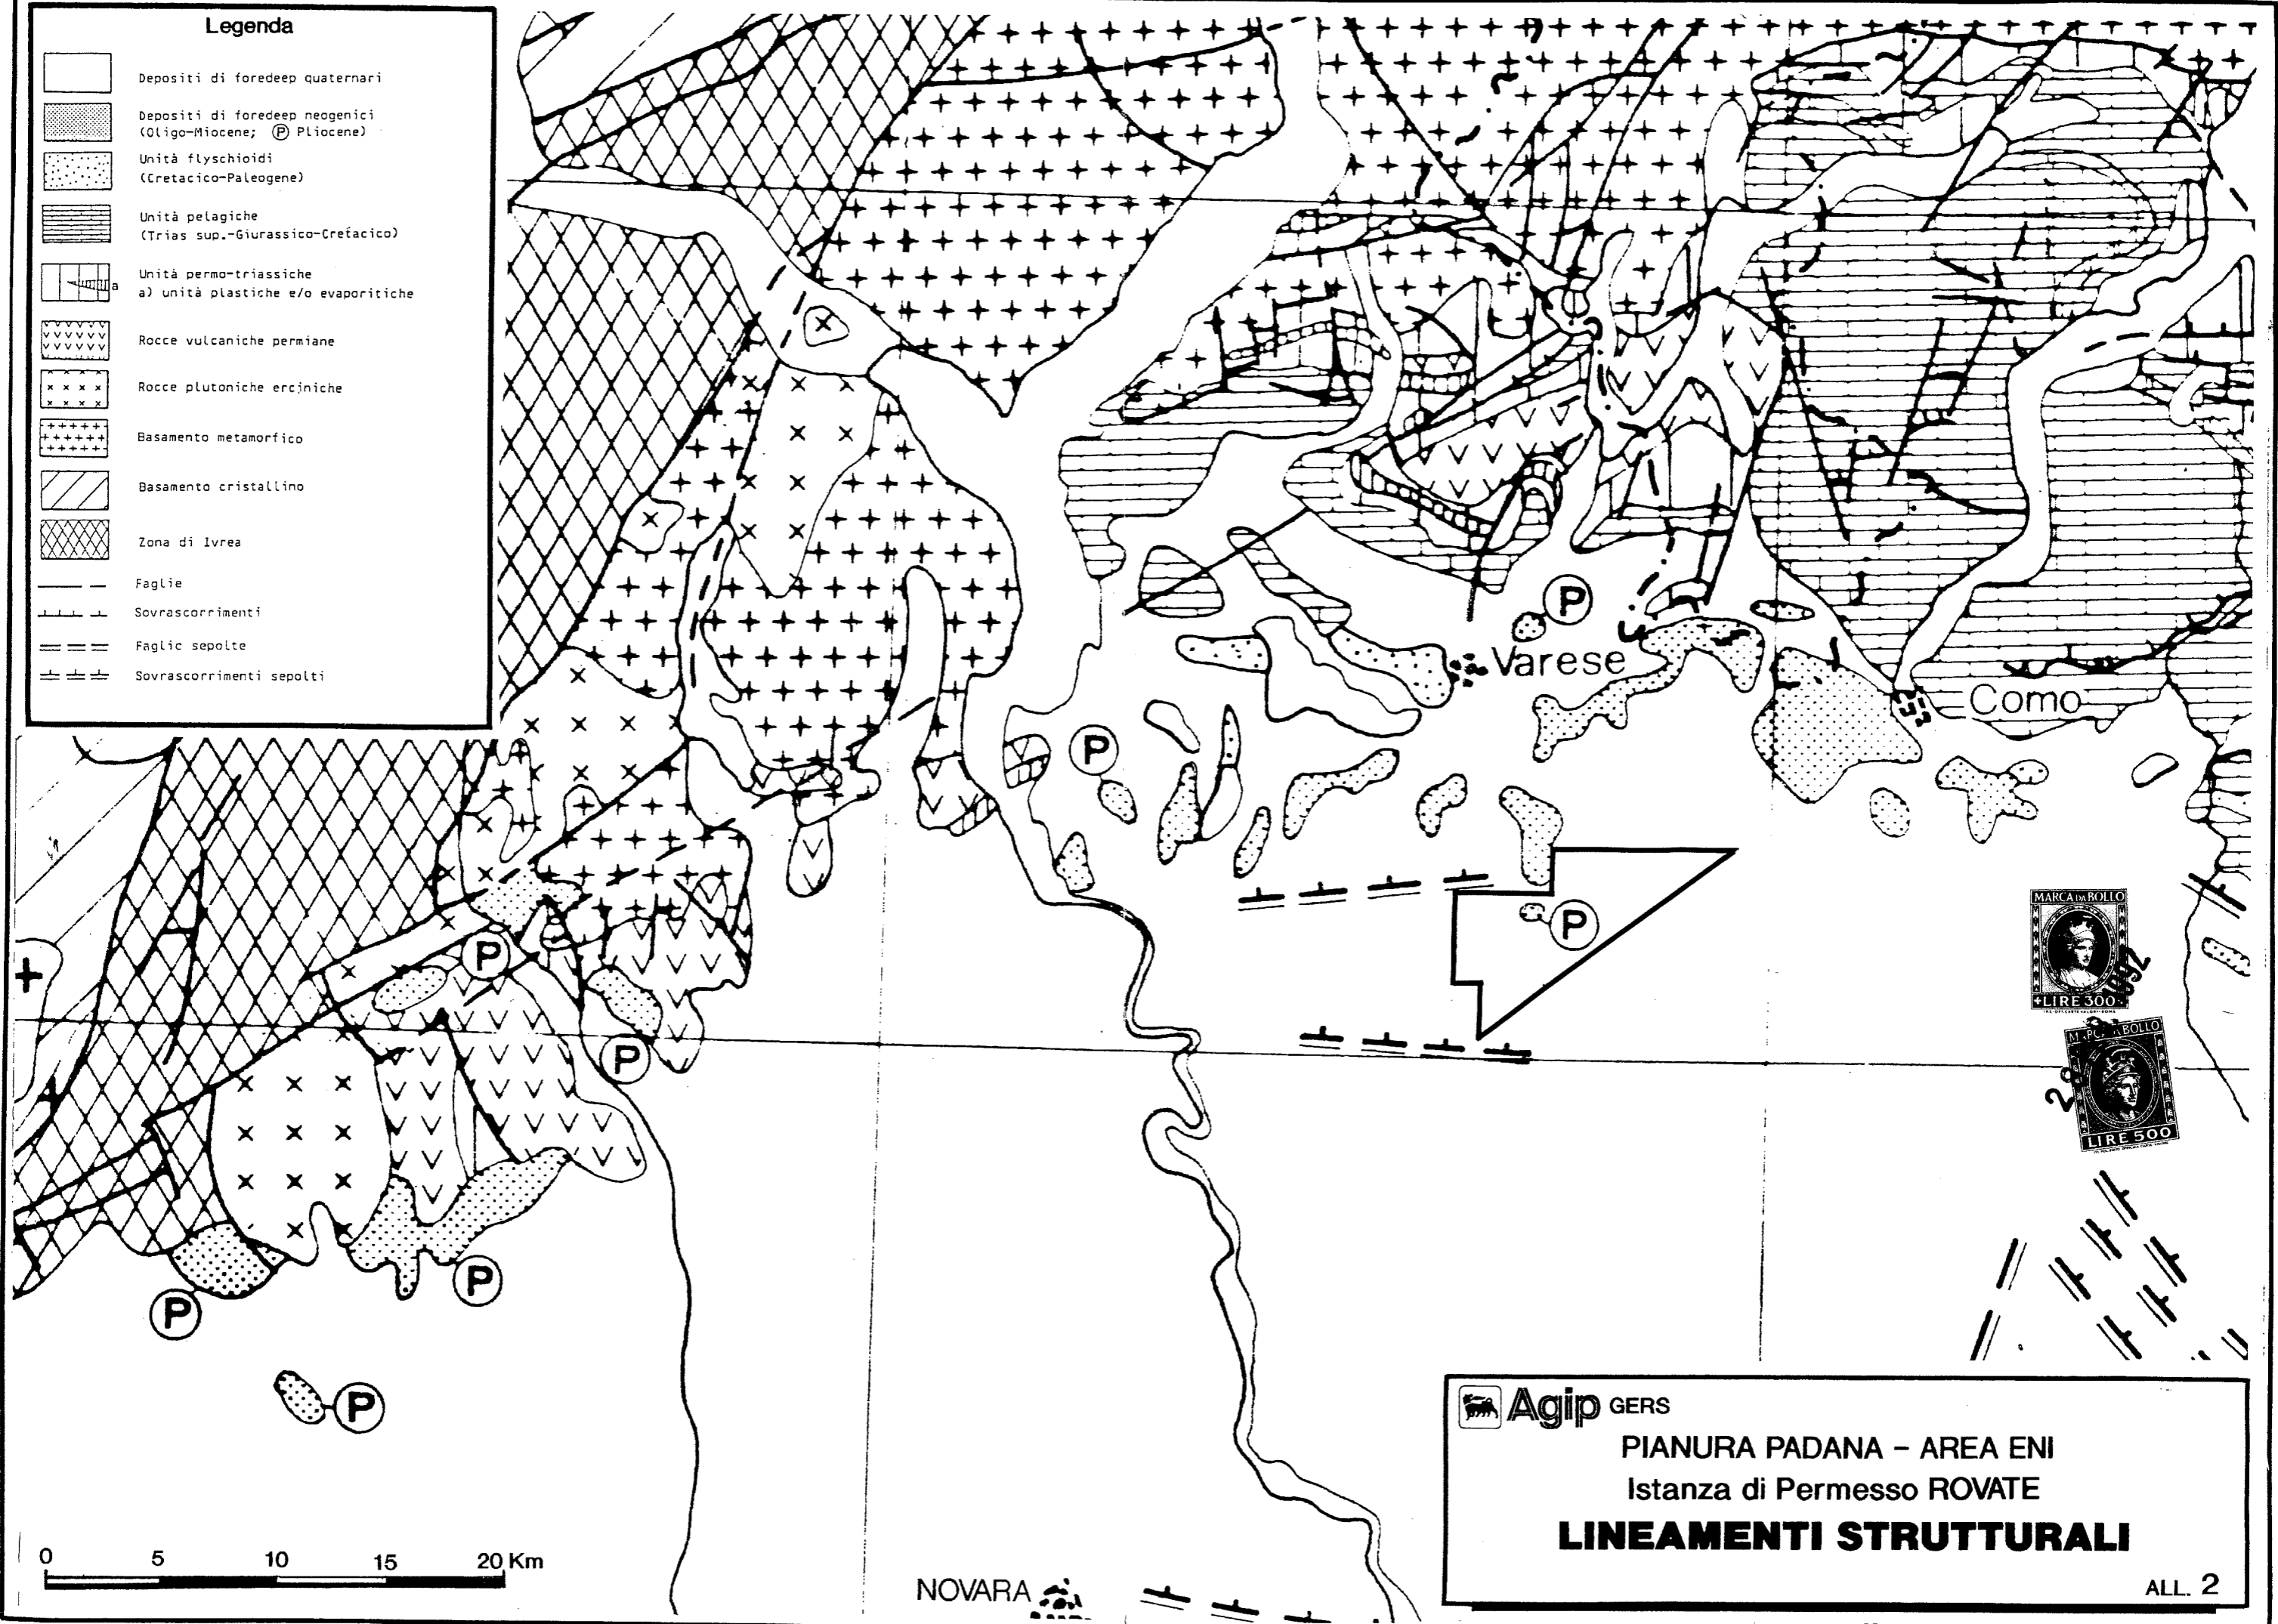 Legenda
Depositi di foredeep quaternari
Depositi di foredeep neogenici
(Oligo-Miocene; Ⓟ Pliocene)
Unità flyschioidi
(Cretacico-Paleogene)
Unità pelagiche
(Trias sup.-Giurassico-Cretacico)
Unità permo-triassiche
a
a) unità plastiche e/o evaporitiche
Rocce vulcaniche permiane
Rocce plutoniche erciniche
Basamento metamorfico
Basamento cristallino
Zona di Ivrea
Faglie
Sovrascorrimenti
Faglie sepolte
Sovrascorrimenti sepolti
P
Varese
Como
P
P
P
P
P
P
P
MARCA DA BOLLO
LIRE 300
MARCA DA BOLLO
LIRE 500
0 5 10 15 20 Km
NOVARA
Agip GERS
PIANURA PADANA – AREA ENI
Istanza di Permesso ROVATE
LINEAMENTI STRUTTURALI
ALL. 2